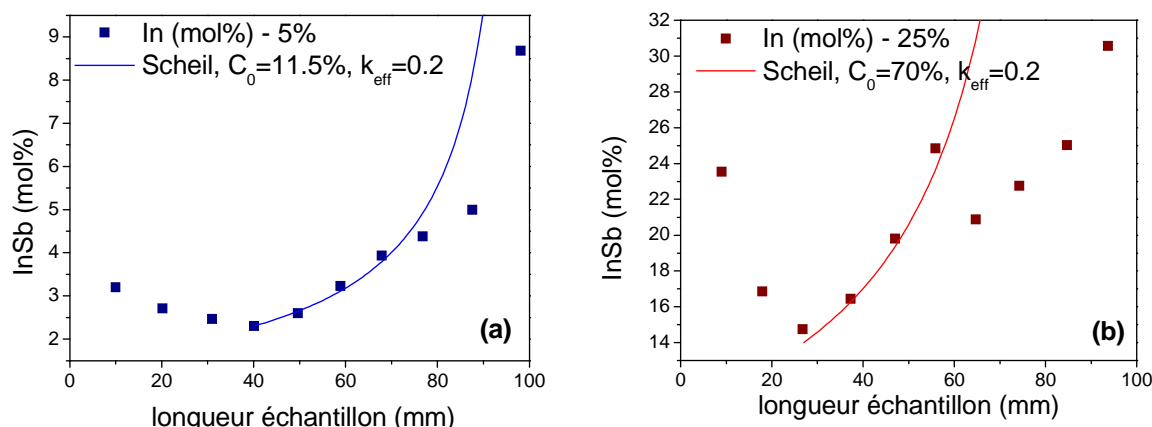 In (mol%) - 5%
Scheil, C₀=11.5%, k_eff=0.2
InSb (mol%)
9
8
7
6
5
4
3
2
0 20 40 60 80 100
longueur échantillon (mm)
(a)
In (mol%) - 25%
Scheil, C₀=70%, k_eff=0.2
InSb (mol%)
32
30
28
26
24
22
20
18
16
14
0 20 40 60 80 100
longueur échantillon (mm)
(b)